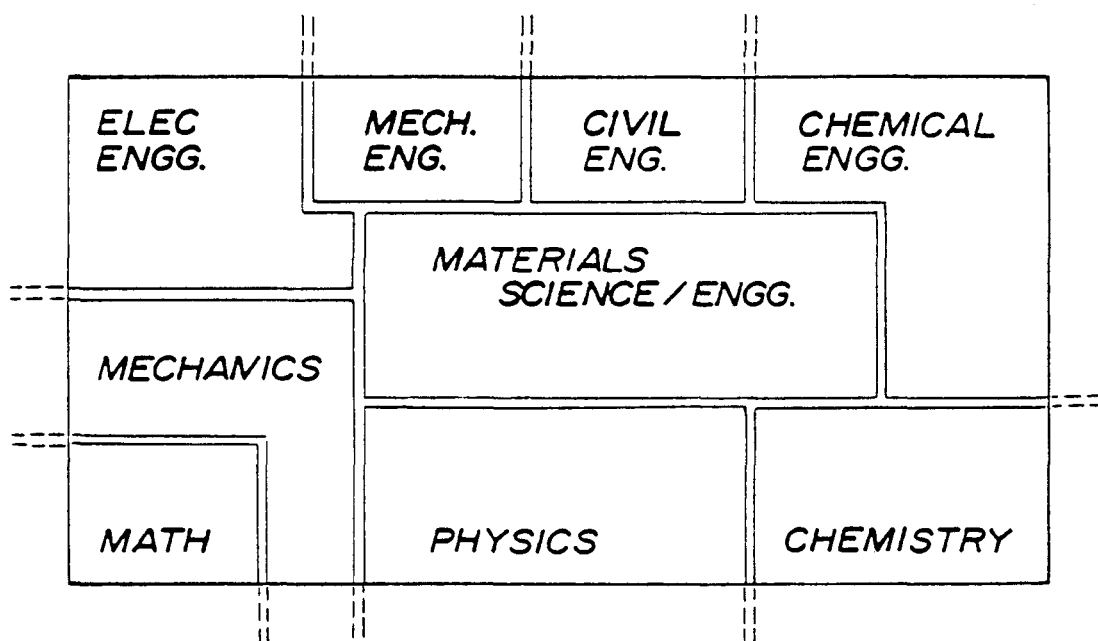 ELEC
ENGG.
MECH.
ENG.
CIVIL
ENG.
CHEMICAL
ENGG.
MATERIALS
SCIENCE / ENGG.
MECHANICS
MATH
PHYSICS
CHEMISTRY